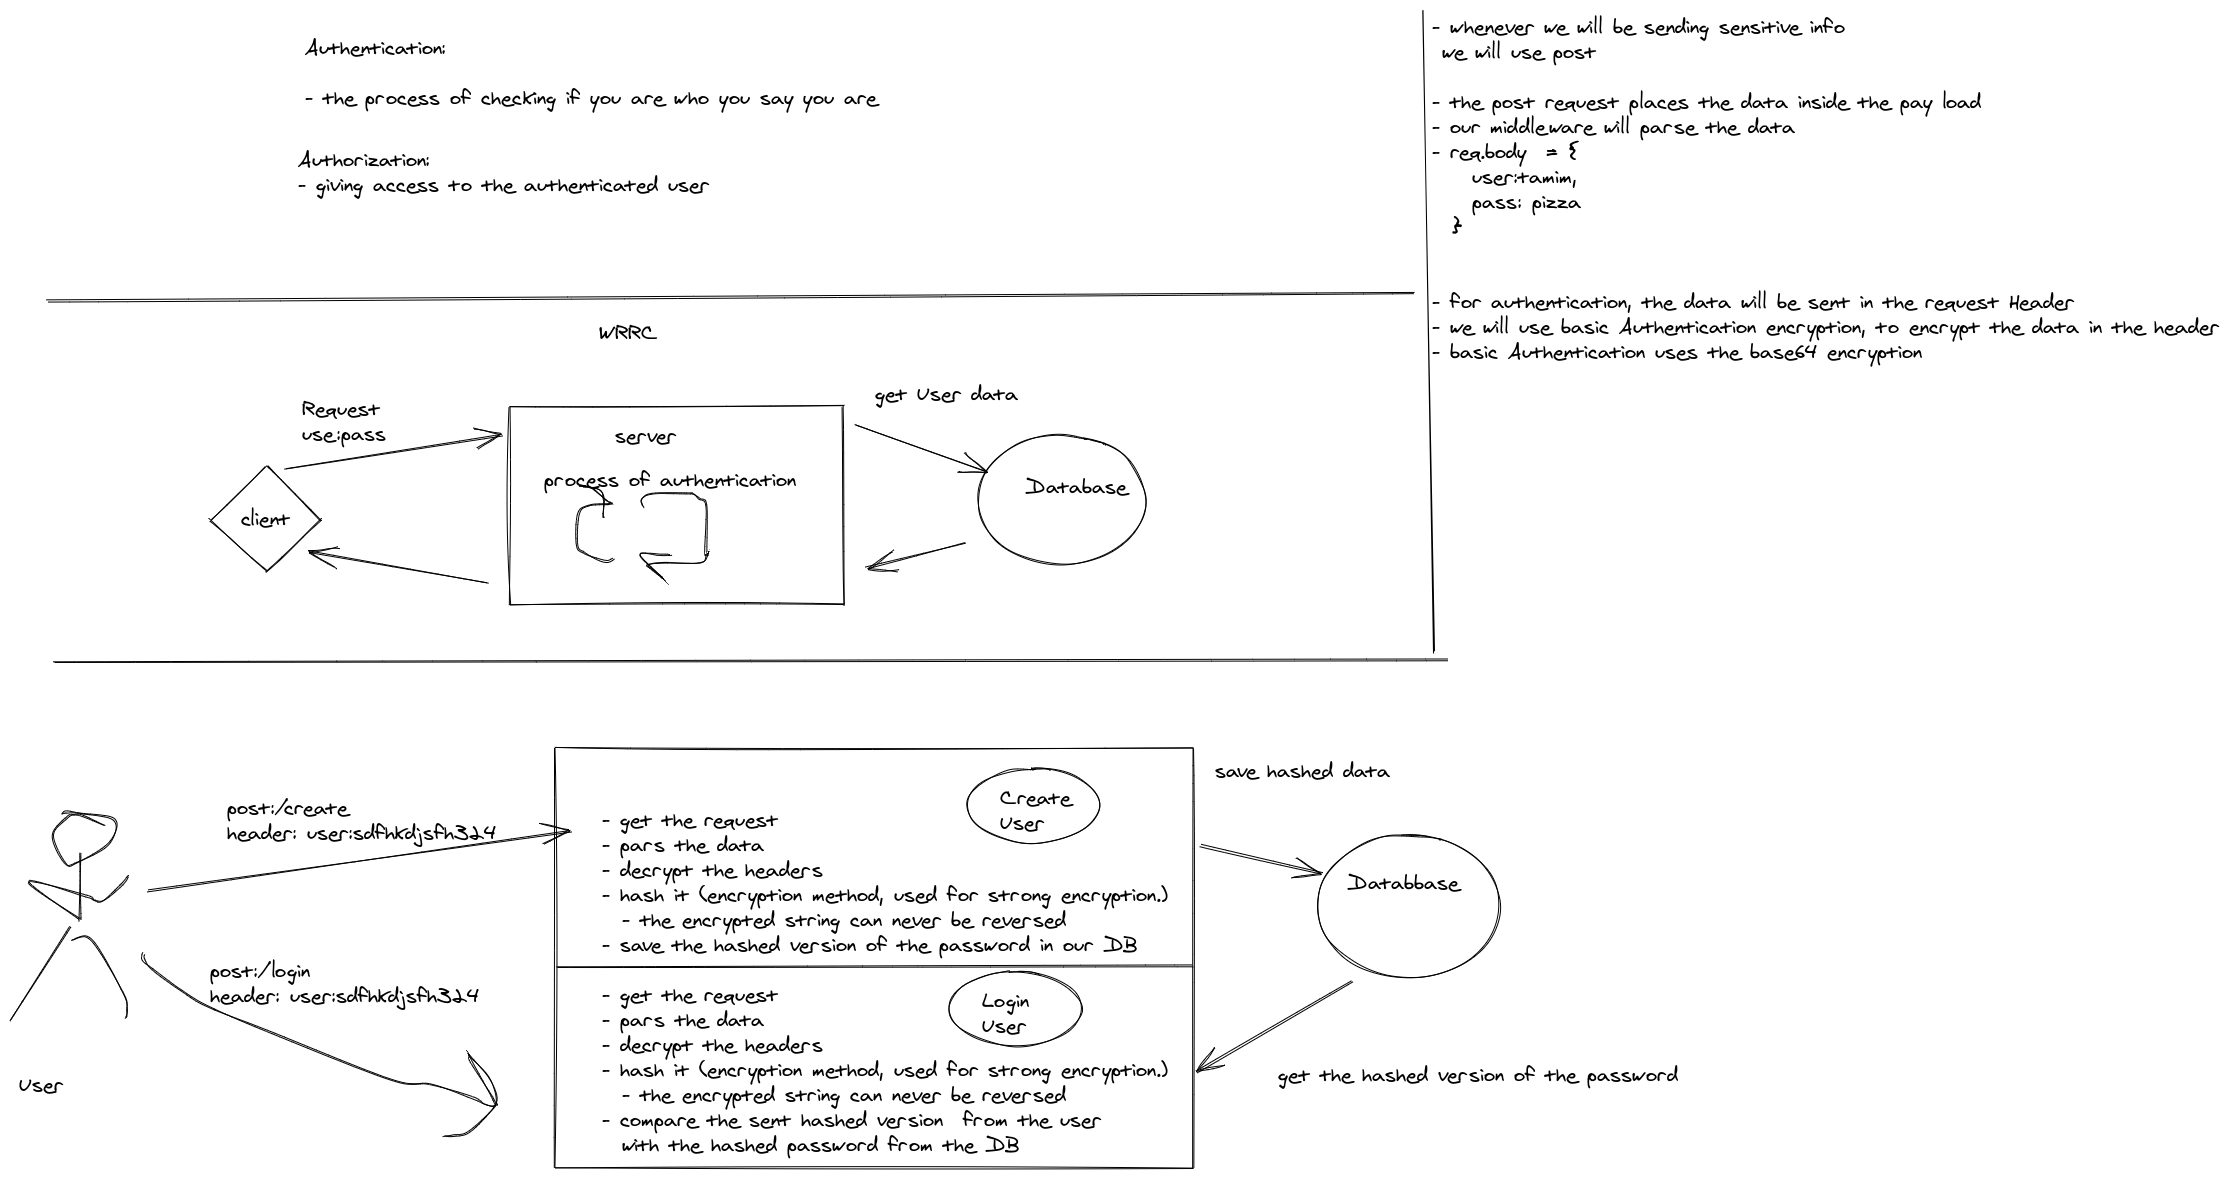 Authentication:
- the process of checking if you are who you say you are
Authorization:
- giving access to the authenticated user
- whenever we will be sending sensitive info
we will use post
- the post request places the data inside the pay load
- our middleware will parse the data
- req.body = {
user:tamim,
pass: pizza
}
- for authentication, the data will be sent in the request Header
- we will use basic Authentication encryption, to encrypt the data in the header
- basic Authentication uses the base64 encryption
WRRC
Request
use:pass
client
server
process of authentication
get User data
Database
User
post:/create
header: user:sdfhkdjsfh324
post:/login
header: user:sdfhkdjsfh324
Create
User
- get the request
- pars the data
- decrypt the headers
- hash it (encryption method, used for strong encryption.)
- the encrypted string can never be reversed
- save the hashed version of the password in our DB
Login
User
- get the request
- pars the data
- decrypt the headers
- hash it (encryption method, used for strong encryption.)
- the encrypted string can never be reversed
- compare the sent hashed version from the user
with the hashed password from the DB
save hashed data
Databbase
get the hashed version of the password